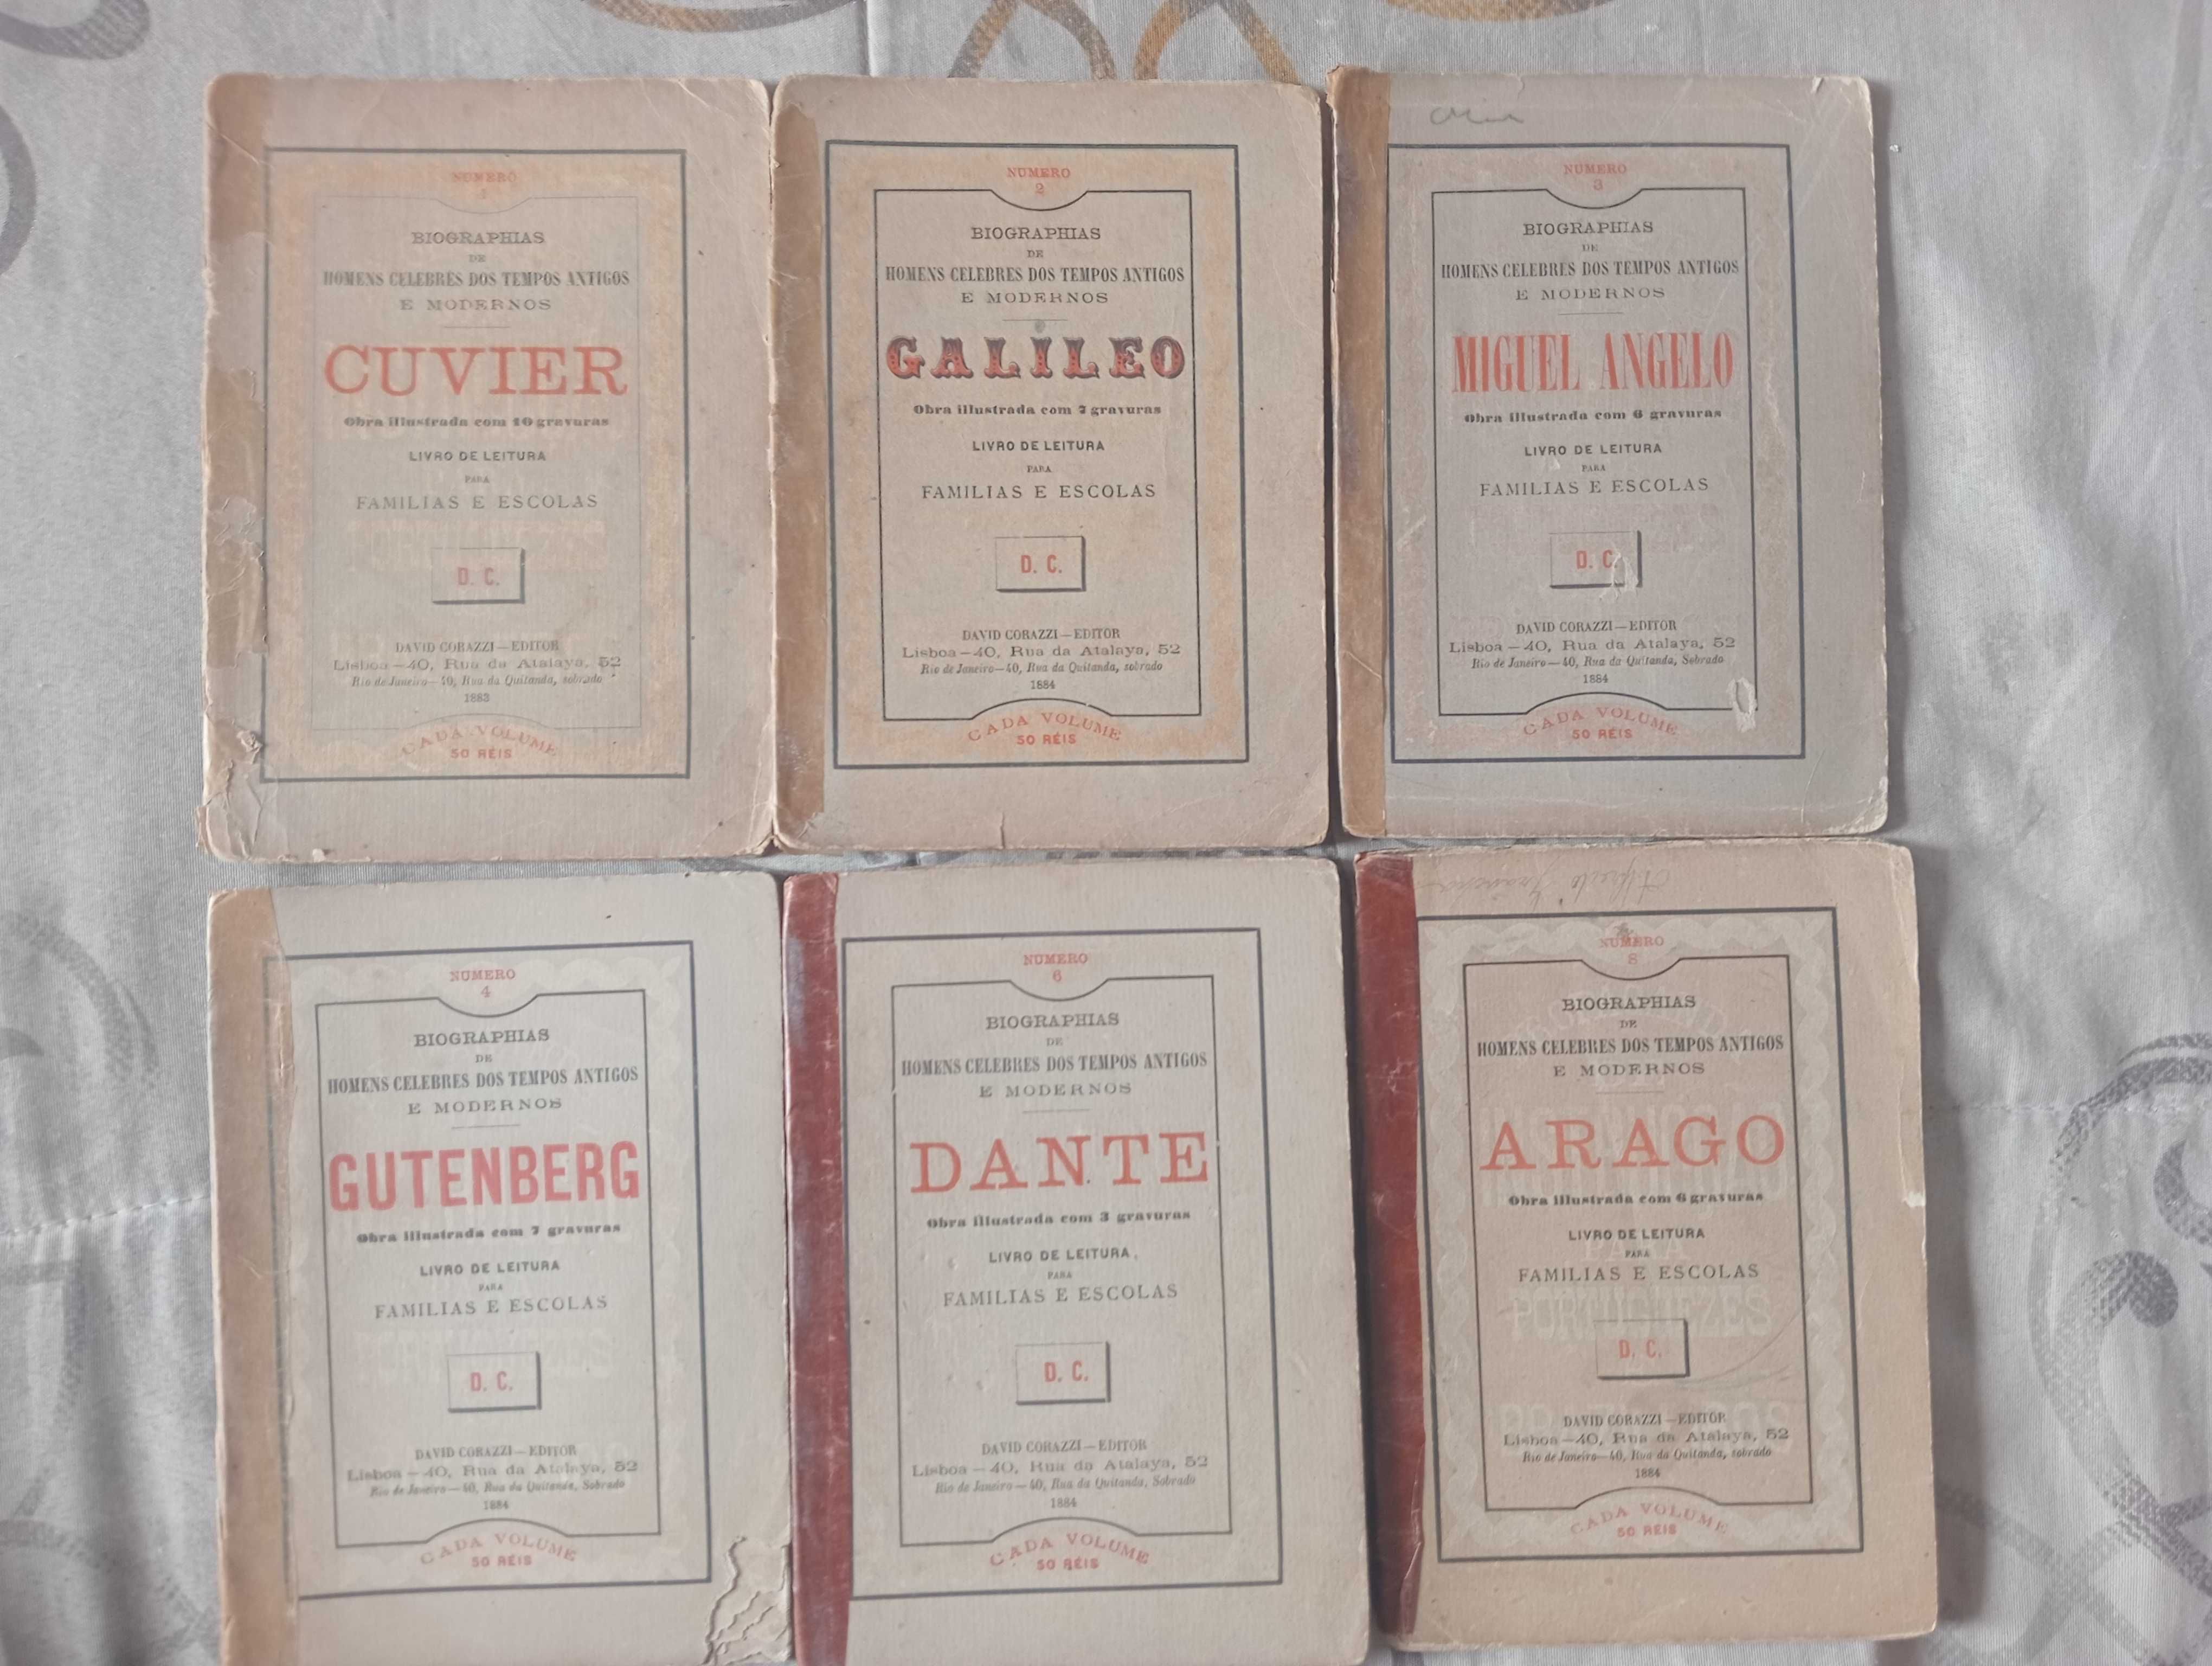 NUMERO
1
BIOGRAPHIAS
DE
HOMENS CELEBRES DOS TEMPOS ANTIGOS
E MODERNOS
CUVIER
Obra illustrada com 10 gravuras
LIVRO DE LEITURA
PARA
FAMILIAS E ESCOLAS
D. C.
DAVID CORAZZI—EDITOR
Lisboa—40, Rua da Atalaya, 52
Rio de Janeiro—40, Rua da Quitanda, sobrado
1883
CADA VOLUME
50 RÉIS
NUMERO
2
BIOGRAPHIAS
DE
HOMENS CELEBRES DOS TEMPOS ANTIGOS
E MODERNOS
GALILEO
Obra illustrada com 7 gravuras
LIVRO DE LEITURA
PARA
FAMILIAS E ESCOLAS
D. C.
DAVID CORAZZI—EDITOR
Lisboa—40, Rua da Atalaya, 52
Rio de Janeiro—40, Rua da Quitanda, sobrado
1884
CADA VOLUME
50 RÉIS
NUMERO
3
BIOGRAPHIAS
DE
HOMENS CELEBRES DOS TEMPOS ANTIGOS
E MODERNOS
MIGUEL ANGELO
Obra illustrada com 6 gravuras
LIVRO DE LEITURA
PARA
FAMILIAS E ESCOLAS
D. C.
DAVID CORAZZI—EDITOR
Lisboa—40, Rua da Atalaya, 52
Rio de Janeiro—40, Rua da Quitanda, Sobrado
1884
CADA VOLUME
50 RÉIS
NUMERO
4
BIOGRAPHIAS
DE
HOMENS CELEBRES DOS TEMPOS ANTIGOS
E MODERNOS
GUTENBERG
Obra illustrada com 7 gravuras
LIVRO DE LEITURA
PARA
FAMILIAS E ESCOLAS
D. C.
DAVID CORAZZI—EDITOR
Lisboa—40, Rua da Atalaya, 52
Rio de Janeiro—40, Rua da Quitanda, Sobrado
1884
CADA VOLUME
50 RÉIS
NUMERO
6
BIOGRAPHIAS
DE
HOMENS CELEBRES DOS TEMPOS ANTIGOS
E MODERNOS
DANTE
Obra illustrada com 3 gravuras
LIVRO DE LEITURA
PARA
FAMILIAS E ESCOLAS
D. C.
DAVID CORAZZI—EDITOR
Lisboa—40, Rua da Atalaya, 52
Rio de Janeiro—40, Rua da Quitanda, Sobrado
1884
CADA VOLUME
50 RÉIS
NUMERO
8
BIOGRAPHIAS
DE
HOMENS CELEBRES DOS TEMPOS ANTIGOS
E MODERNOS
ARAGO
Obra illustrada com 6 gravuras
LIVRO DE LEITURA
PARA
FAMILIAS E ESCOLAS
PORTUGUEZES
D. C.
DAVID CORAZZI—EDITOR
Lisboa—40, Rua da Atalaya, 52
Rio de Janeiro—40, Rua da Quitanda, sobrado
1884
CADA VOLUME
50 RÉIS